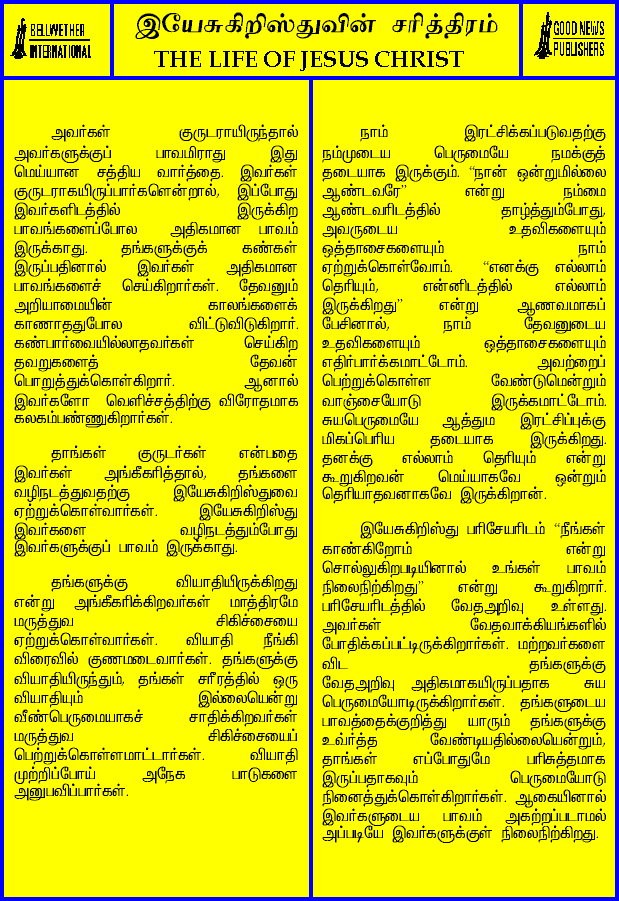 BELLWETHER
INTERNATIONAL
இயேசுகிறிஸ்துவின் சரித்திரம்
THE LIFE OF JESUS CHRIST
GOOD NEWS
PUBLISHERS
அவர்கள் குருடராயிருந்தால்
அவர்களுக்குப் பாவமிராது இது
மெய்யான சத்திய வார்த்தை. இவர்கள்
குருடராகயிருப்பார்களென்றால், இப்போது
இவர்களிடத்தில் இருக்கிற
பாவங்களைப்போல அதிகமான பாவம்
இருக்காது. தங்களுக்குக் கண்கள்
இருப்பதினால் இவர்கள் அதிகமான
பாவங்களைச் செய்கிறார்கள். தேவனும்
அறியாமையின் காலங்களைக்
காணாததுபோல விட்டுவிடுகிறார்.
கண்பார்வையில்லாதவர்கள் செய்கிற
தவறுகளைத் தேவன்
பொறுத்துக்கொள்கிறார். ஆனால்
இவர்களோ வெளிச்சத்திற்கு விரோதமாக
கலகம்பண்ணுகிறார்கள்.
தாங்கள் குருடர்கள் என்பதை
இவர்கள் அங்கீகரித்தால், தங்களை
வழிநடத்துவதற்கு இயேசுகிறிஸ்துவை
ஏற்றுக்கொள்வார்கள். இயேசுகிறிஸ்து
இவர்களை வழிநடத்தும்போது
இவர்களுக்குப் பாவம் இருக்காது.
தங்களுக்கு வியாதியிருக்கிறது
என்று அங்கீகரிக்கிறவர்கள் மாத்திரமே
மருத்துவ சிகிச்சையை
ஏற்றுக்கொள்வார்கள். வியாதி நீங்கி
விரைவில் குணமடைவார்கள். தங்களுக்கு
வியாதியிருந்தும், தங்கள் சரீரத்தில் ஒரு
வியாதியும் இல்லையென்று
வீண்பெருமையாகச் சாதிக்கிறவர்கள்
மருத்துவ சிகிச்சையைப்
பெற்றுக்கொள்ளமாட்டார்கள். வியாதி
முற்றிப்போய் அநேக பாடுகளை
அனுபவிப்பார்கள்.
நாம் இரட்சிக்கப்படுவதற்கு
நம்முடைய பெருமையே நமக்குத்
தடையாக இருக்கும். “நான் ஒன்றுமில்லை
ஆண்டவரே” என்று நம்மை
ஆண்டவரிடத்தில் தாழ்த்தும்போது,
அவருடைய உதவிகளையும்
ஒத்தாசைகளையும் நாம்
ஏற்றுக்கொள்வோம். “எனக்கு எல்லாம்
தெரியும், என்னிடத்தில் எல்லாம்
இருக்கிறது” என்று ஆணவமாகப்
பேசினால், நாம் தேவனுடைய
உதவிகளையும் ஒத்தாசைகளையும்
எதிர்பார்க்கமாட்டோம். அவற்றைப்
பெற்றுக்கொள்ள வேண்டுமென்றும்
வாஞ்சையோடு இருக்கமாட்டோம்.
சுயபெருமையே ஆத்தும இரட்சிப்புக்கு
மிகப்பெரிய தடையாக இருக்கிறது.
தனக்கு எல்லாம் தெரியும் என்று
கூறுகிறவன் மெய்யாகவே ஒன்றும்
தெரியாதவனாகவே இருக்கிறான்.
இயேசுகிறிஸ்து பரிசேயரிடம் “நீங்கள்
காண்கிறோம் என்று
சொல்லுகிறபடியினால் உங்கள் பாவம்
நிலைநிற்கிறது” என்று கூறுகிறார்.
பரிசேயரிடத்தில் வேதஅறிவு உள்ளது.
அவர்கள் வேதவாக்கியங்களில்
போதிக்கப்பட்டிருக்கிறார்கள். மற்றவர்களை
விட தங்களுக்கு
வேதஅறிவு அதிகமாகயிருப்பதாக சுய
பெருமையோடிருக்கிறார்கள். தங்களுடைய
பாவத்தைக்குறித்து யாரும் தங்களுக்கு
உவ்ர்த்த வேண்டியதில்லையென்றும்,
தாங்கள் எப்போதுமே பரிசுத்தமாக
இருப்பதாகவும் பெருமையோடு
நினைத்துக்கொள்கிறார்கள். ஆகையினால்
இவர்களுடைய பாவம் அகற்றப்படாமல்
அப்படியே இவர்களுக்குள் நிலைநிற்கிறது.